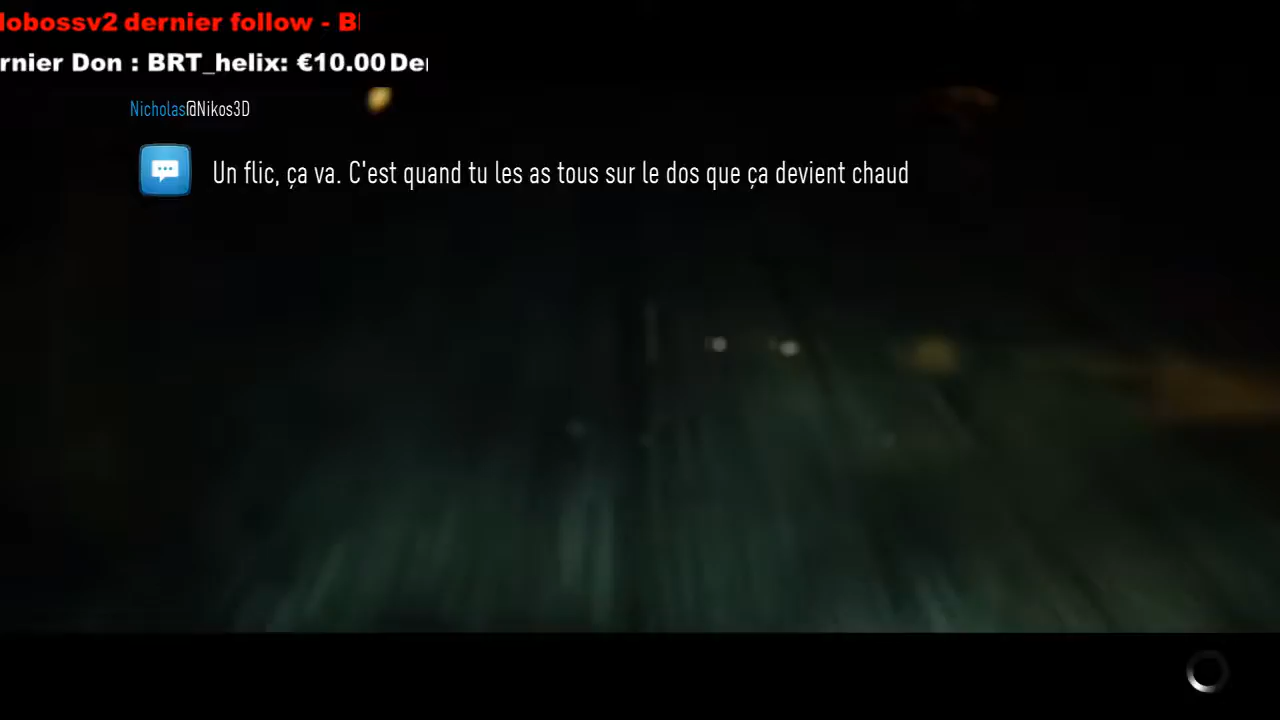 lobossv2 dernier follow - B
rnier Don : BRT_helix: €10.00 De
Nicholas@Nikos3D
Un flic, ça va. C'est quand tu les as tous sur le dos que ça devient chaud